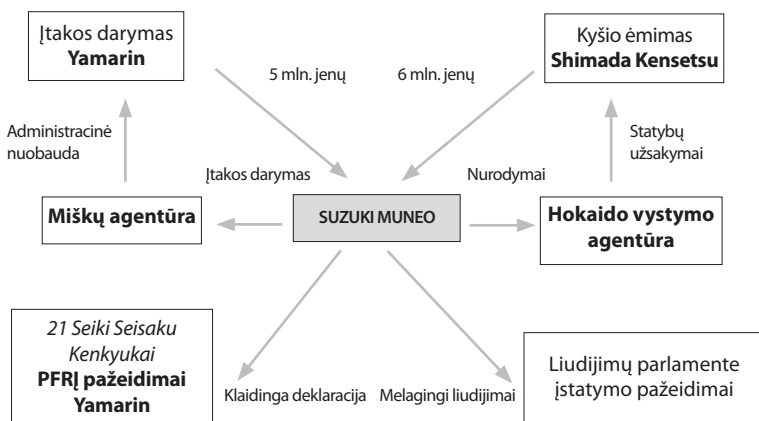 Įtakos darymas
Yamarin
5 mln. jenų
6 mln. jenų
Kyšio ėmimas
Shimada Kensetsu
Administracinė
nuobauda
Įtakos darymas
Nurodymai
Statybų
užsakymai
Miškų agentūra
SUZUKI MUNEO
Hokaido vystymo
agentūra
21 Seiki Seisaku
Kenkyukai
PFRĮ pažeidimai
Yamarin
Klaidinga deklaracija
Melagingi liudijimai
Liudijimų parlamente
įstatymo pažeidimai